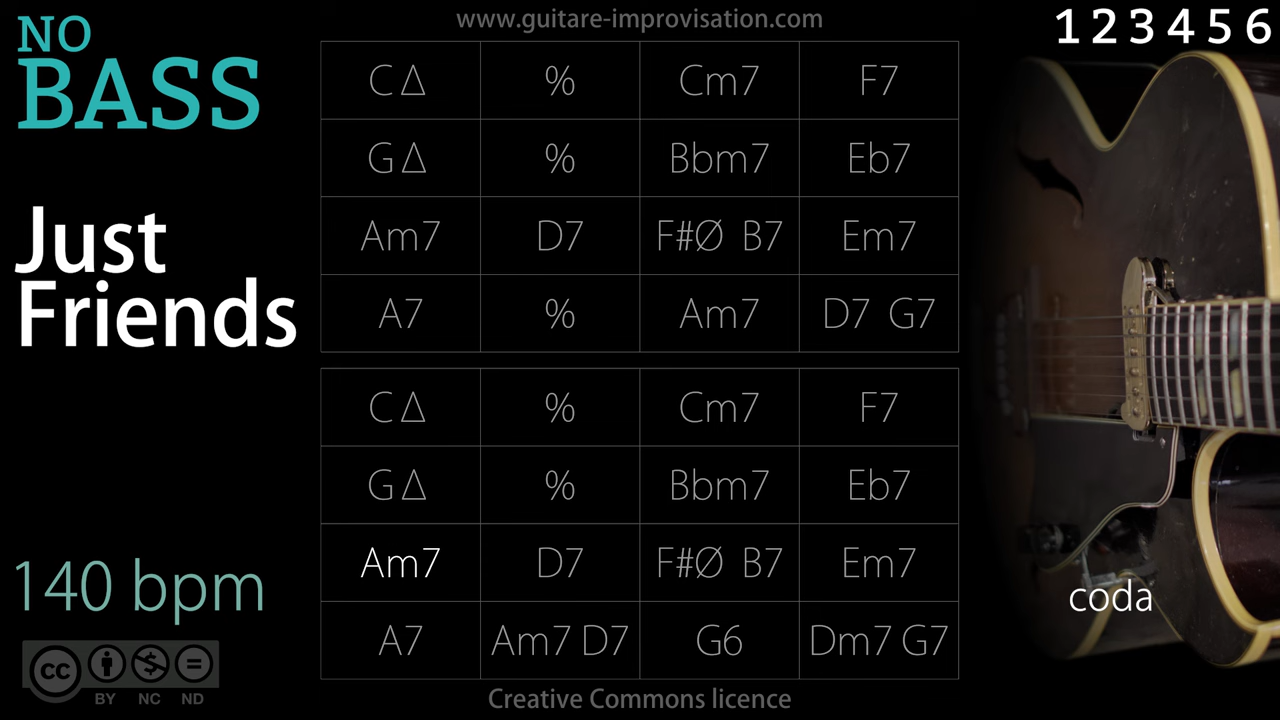 www.guitare-improvisation.com
1 2 3 4 5 6
NO
BASS
Just
Friends
C Δ % Cm7 F7
G Δ % Bbm7 Eb7
Am7 D7 F#Ø B7 Em7
A7 % Am7 D7 G7
C Δ % Cm7 F7
G Δ % Bbm7 Eb7
Am7 D7 F#Ø B7 Em7
A7 Am7 D7 G6 Dm7 G7
140 bpm
coda
cc
BY NC ND
Creative Commons licence